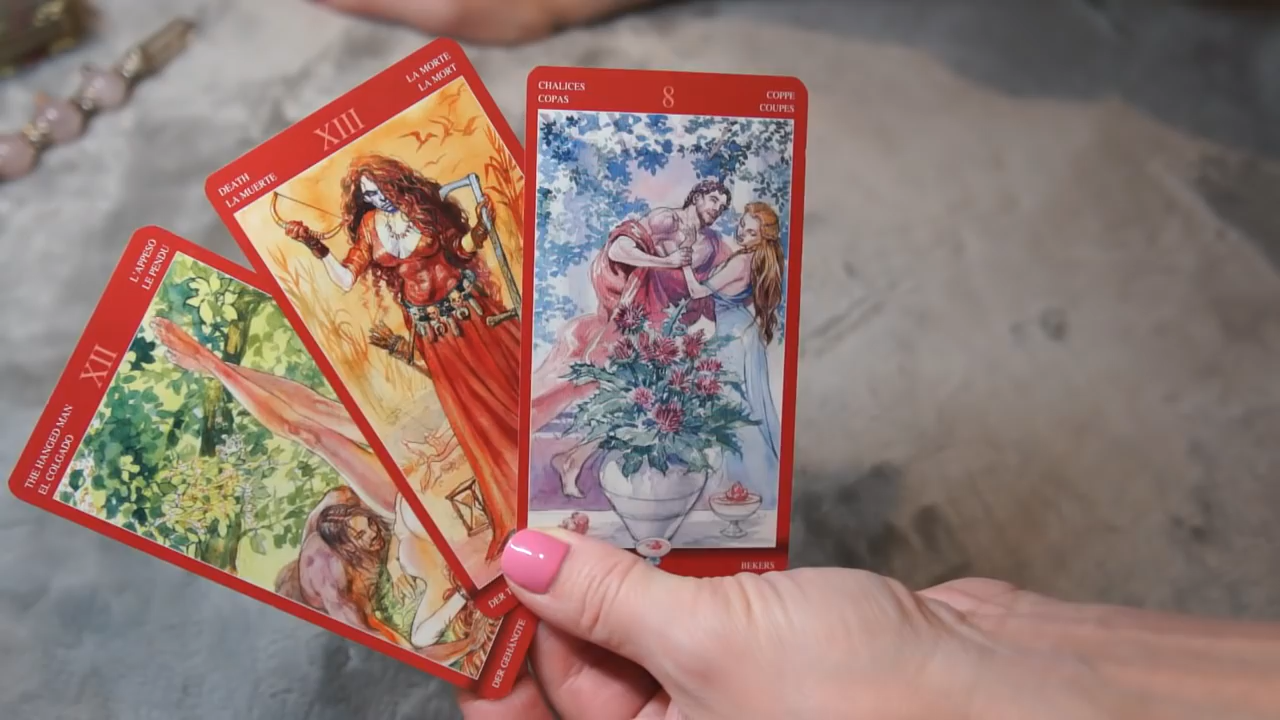 THE HANGED MAN
EL COLGADO
XII
L'APPESO
LE PENDU
DER GEHÄNGTE
DEATH
LA MUERTE
XIII
LA MORTE
LA MORT
CHALICES
COPAS
8
COPPE
COUPES
BEKERS